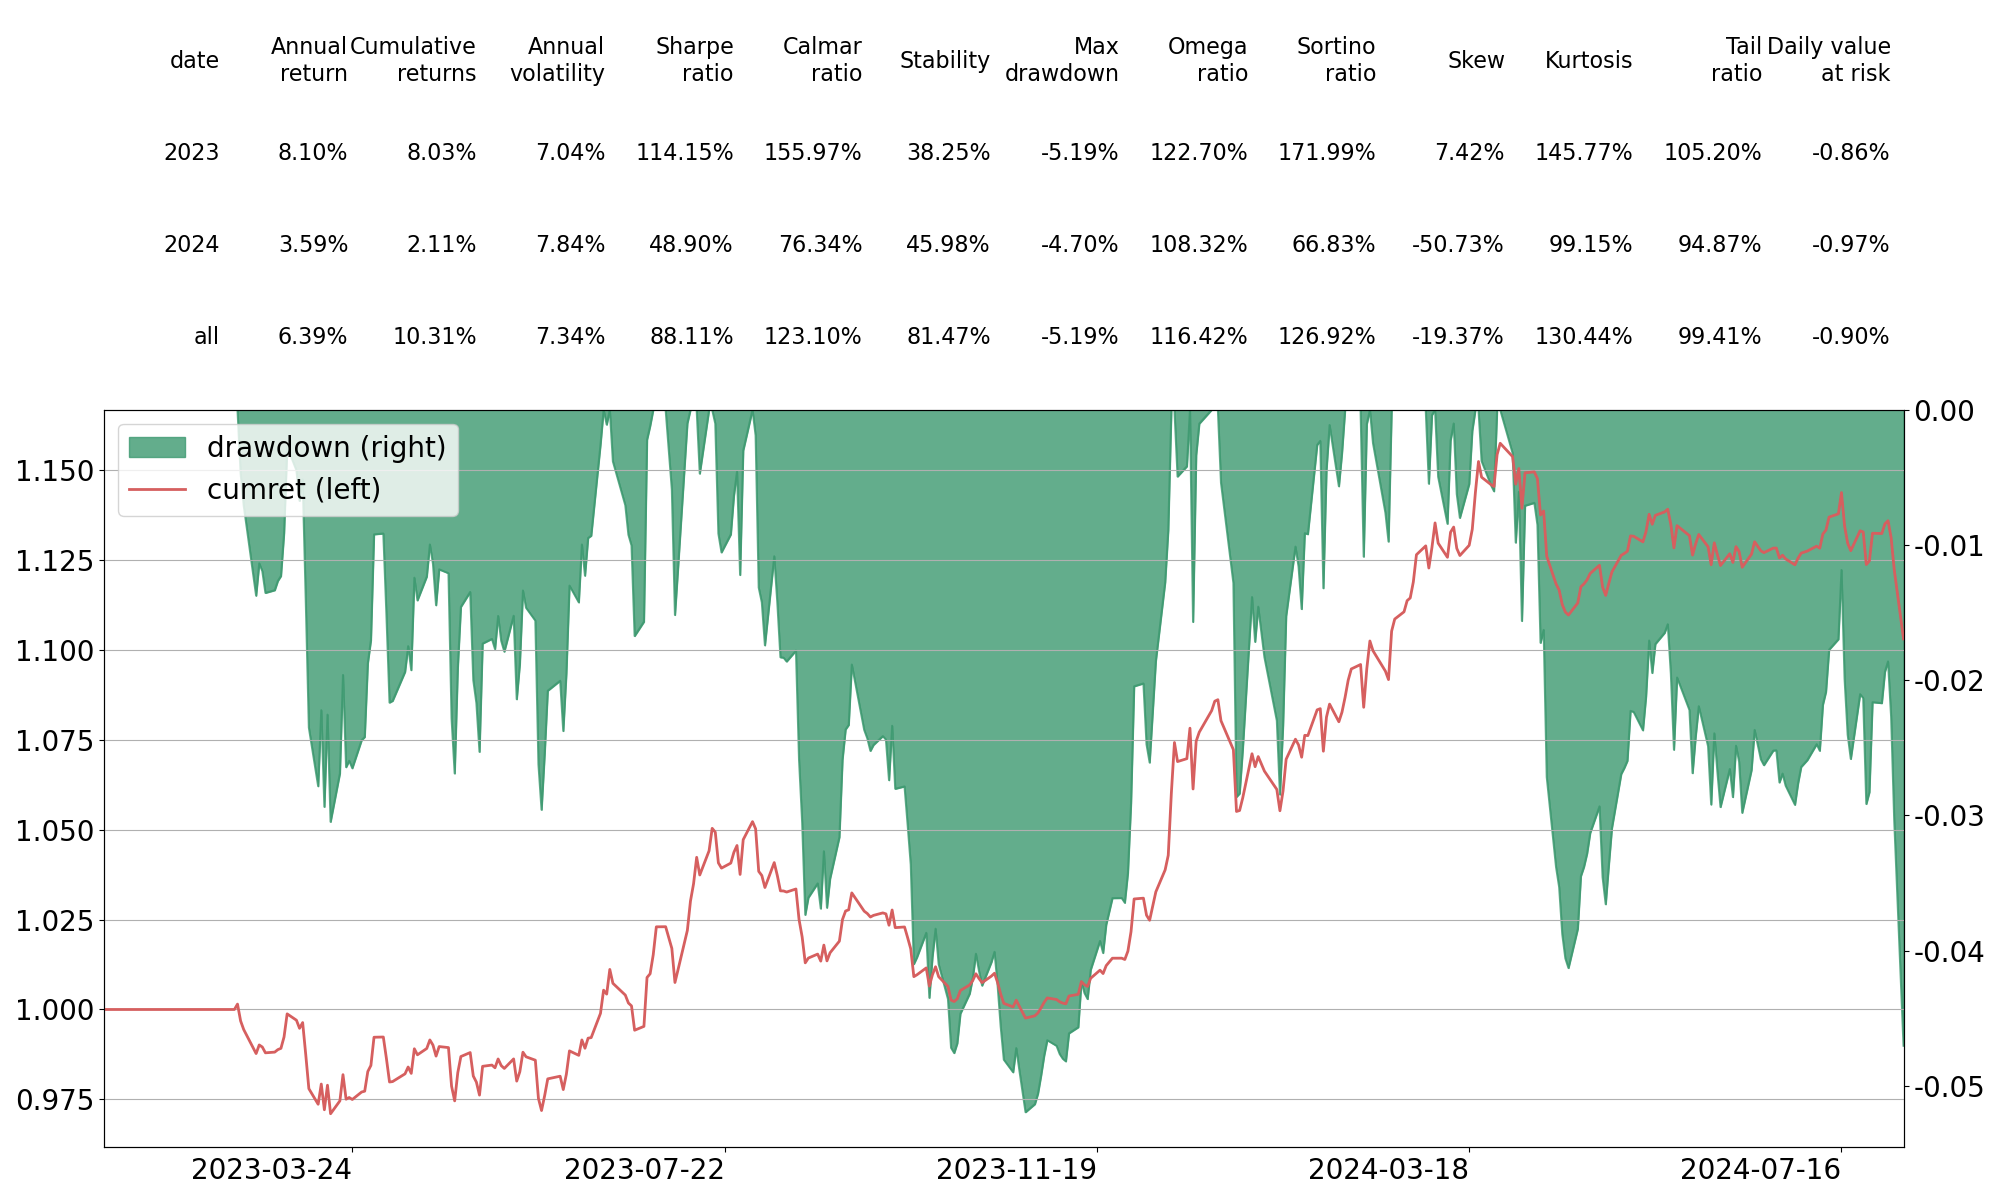 date Annual return Cumulative returns Annual volatility Sharpe ratio Calmar ratio Stability Max drawdown Omega ratio Sortino ratio Skew Kurtosis Tail ratio Daily value at risk
2023 8.10% 8.03% 7.04% 114.15% 155.97% 38.25% -5.19% 122.70% 171.99% 7.42% 145.77% 105.20% -0.86%
2024 3.59% 2.11% 7.84% 48.90% 76.34% 45.98% -4.70% 108.32% 66.83% -50.73% 99.15% 94.87% -0.97%
all 6.39% 10.31% 7.34% 88.11% 123.10% 81.47% -5.19% 116.42% 126.92% -19.37% 130.44% 99.41% -0.90%
drawdown (right)
cumret (left)
1.150
1.125
1.100
1.075
1.050
1.025
1.000
0.975
0.00
-0.01
-0.02
-0.03
-0.04
-0.05
2023-03-24 2023-07-22 2023-11-19 2024-03-18 2024-07-16